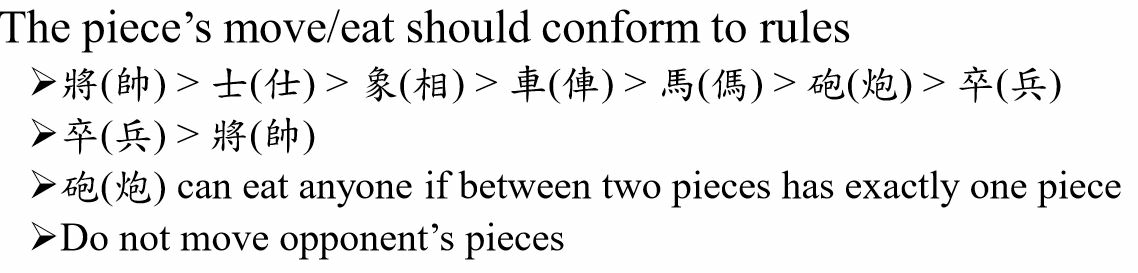 The piece’s move/eat should conform to rules
➢將(帥) > 士(仕) > 象(相) > 車(俥) > 馬(傌) > 砲(炮) > 卒(兵)
➢卒(兵) > 將(帥)
➢砲(炮) can eat anyone if between two pieces has exactly one piece
➢Do not move opponent’s pieces